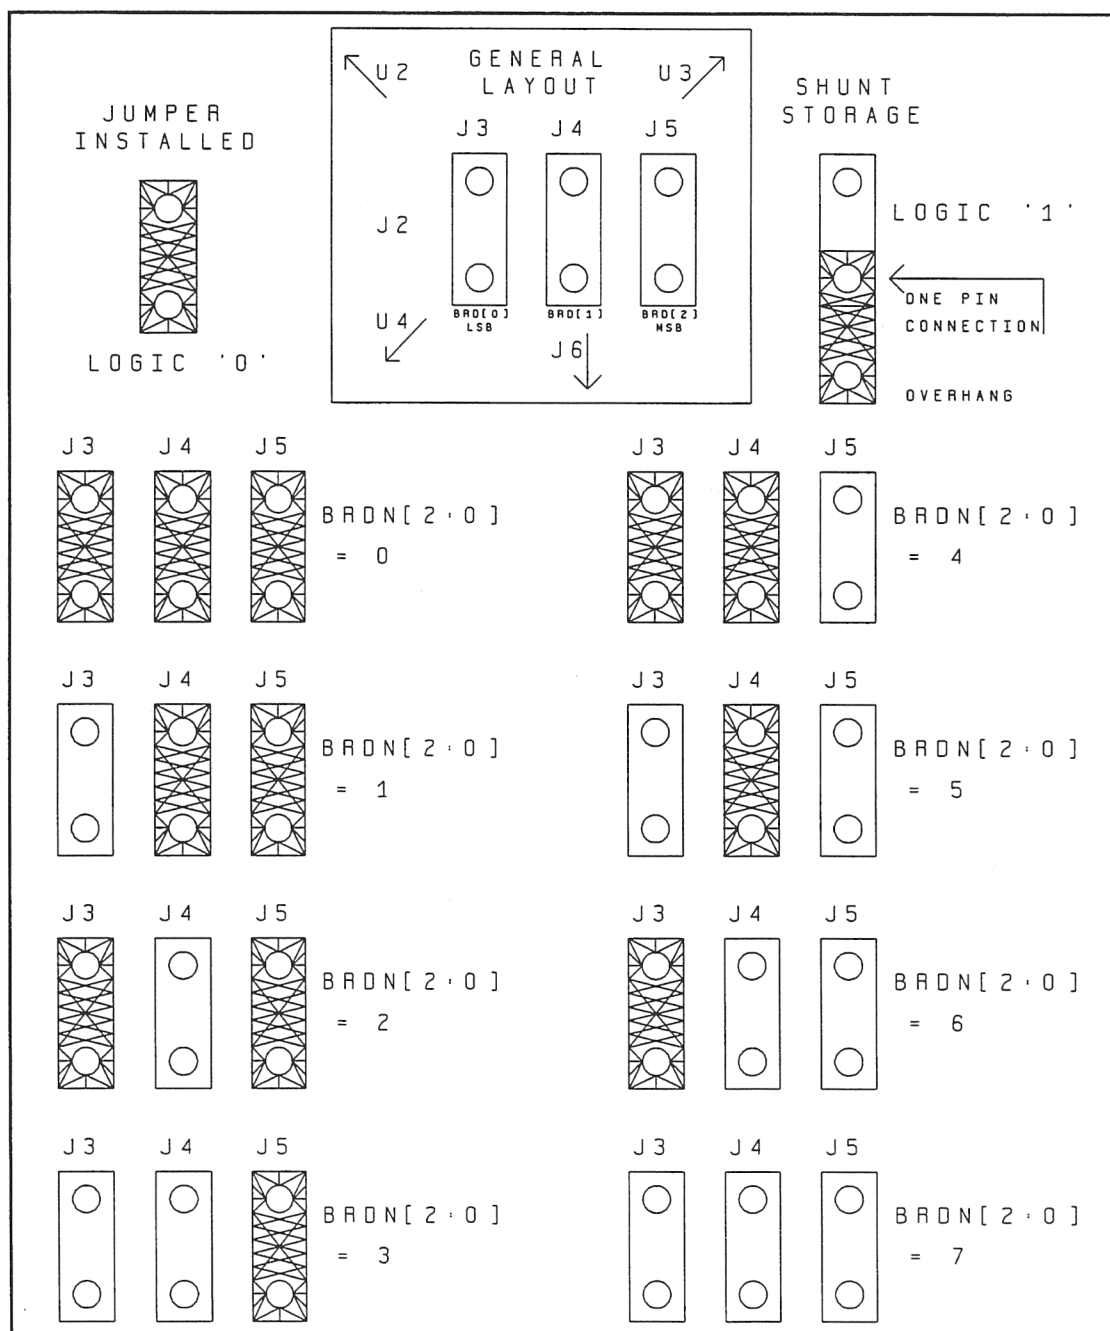 JUMPER
INSTALLED
LOGIC '0'
U2
GENERAL
LAYOUT
U3
J3 J4 J5
J2
BRD[0]
LSB
BRD[1]
BRD[2]
MSB
U4
J6
SHUNT
STORAGE
LOGIC '1'
ONE PIN
CONNECTION
OVERHANG
J3 J4 J5
BRDN[2:0]
= 0
J3 J4 J5
BRDN[2:0]
= 4
J3 J4 J5
BRDN[2:0]
= 1
J3 J4 J5
BRDN[2:0]
= 5
J3 J4 J5
BRDN[2:0]
= 2
J3 J4 J5
BRDN[2:0]
= 6
J3 J4 J5
BRDN[2:0]
= 3
J3 J4 J5
BRDN[2:0]
= 7